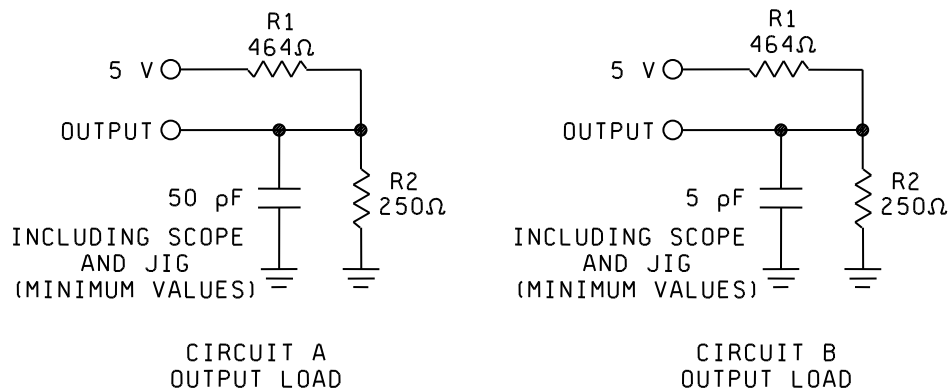 R1
464Ω
5 V
OUTPUT
50 pF
R2
250Ω
INCLUDING SCOPE
AND JIG
(MINIMUM VALUES)
CIRCUIT A
OUTPUT LOAD
R1
464Ω
5 V
OUTPUT
5 pF
R2
250Ω
INCLUDING SCOPE
AND JIG
(MINIMUM VALUES)
CIRCUIT B
OUTPUT LOAD